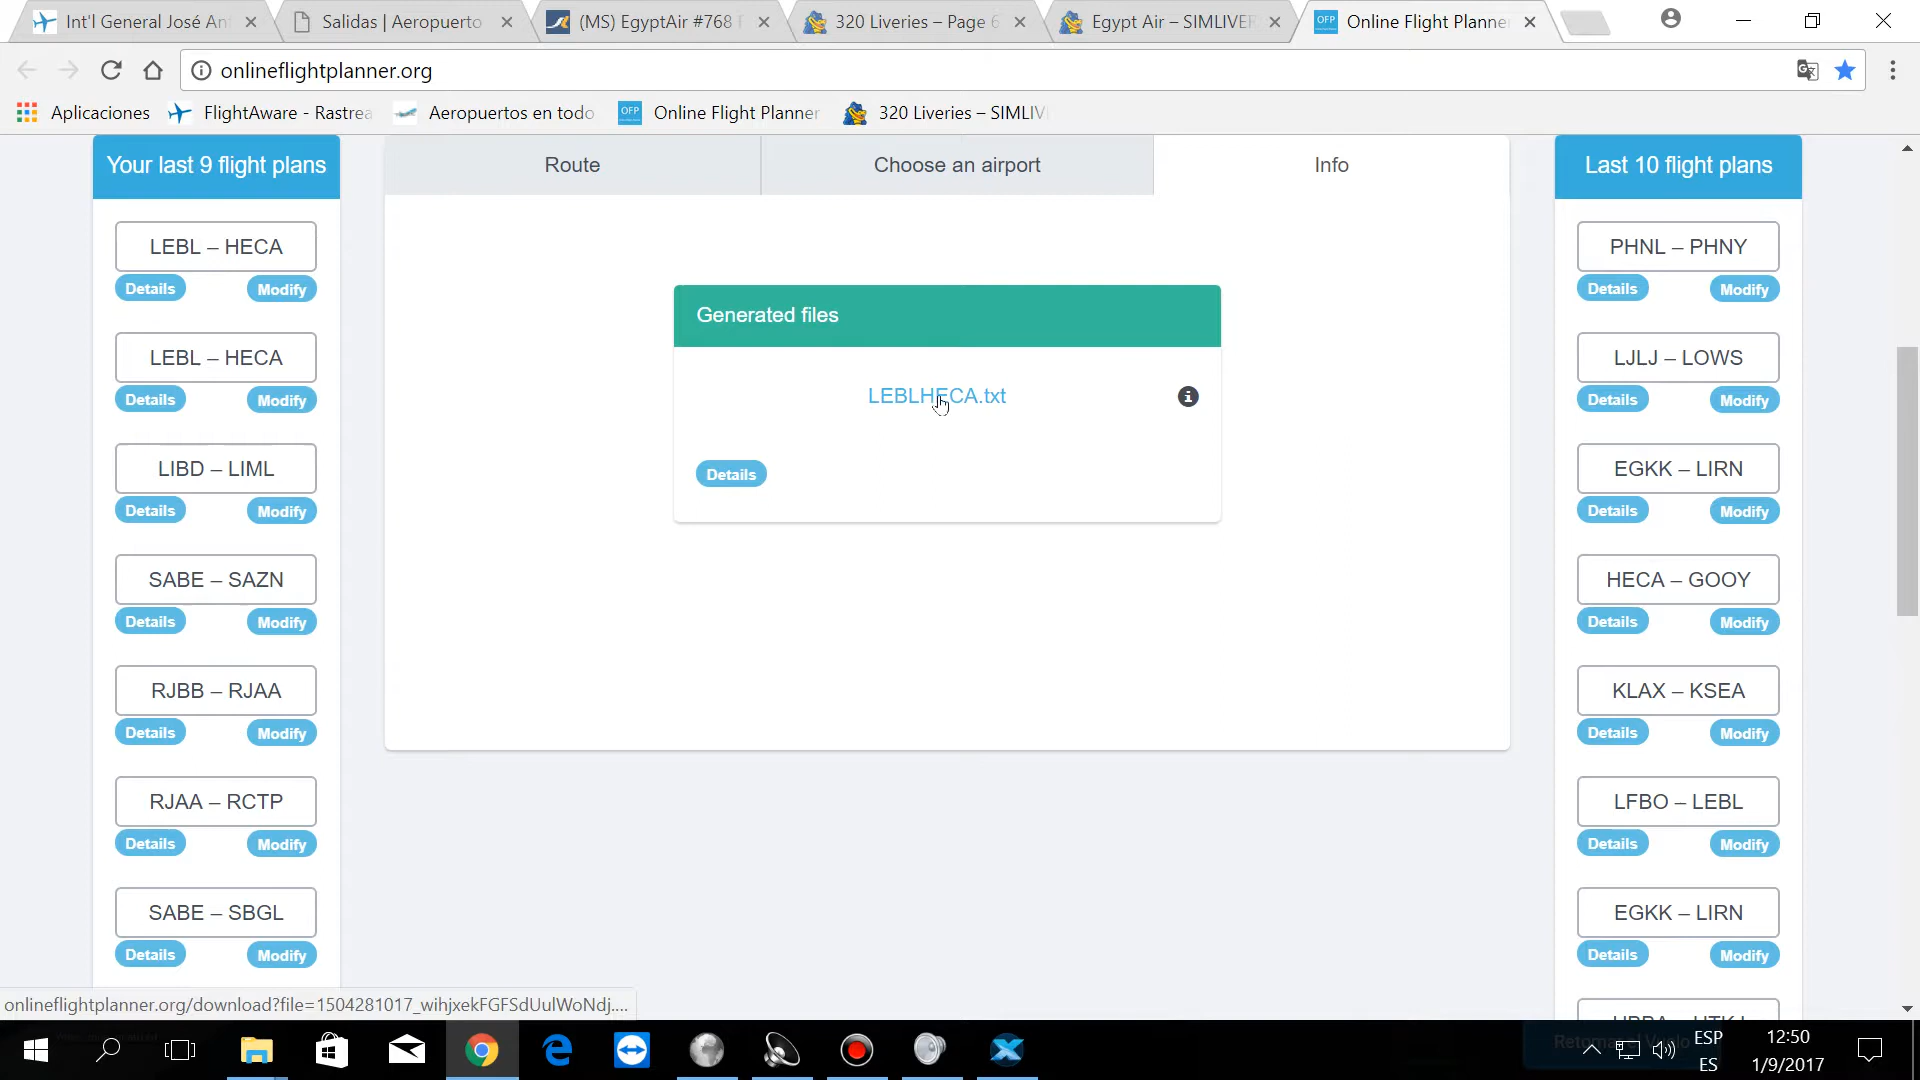 Int'l General José An
Salidas | Aeropuerto
(MS) EgyptAir #768 F
320 Liveries – Page 6
Egypt Air – SIMLIVER
OFP
Online Flight Planner
onlineflightplanner.org
Aplicaciones
FlightAware - Rastrea
Aeropuertos en todo
OFP
Online Flight Planner
320 Liveries – SIMLIV
Your last 9 flight plans
LEBL – HECA
Details Modify
LEBL – HECA
Details Modify
LIBD – LIML
Details Modify
SABE – SAZN
Details Modify
RJBB – RJAA
Details Modify
RJAA – RCTP
Details Modify
SABE – SBGL
Details Modify
Route
Choose an airport
Info
Generated files
LEBLHECA.txt
Details
Last 10 flight plans
PHNL – PHNY
Details Modify
LJLJ – LOWS
Details Modify
EGKK – LIRN
Details Modify
HECA – GOOY
Details Modify
KLAX – KSEA
Details Modify
LFBO – LEBL
Details Modify
EGKK – LIRN
Details Modify
onlineflightplanner.org/download?file=1504281017_wihjxekFGFSdUulWoNdj....
ESP
ES
12:50
1/9/2017